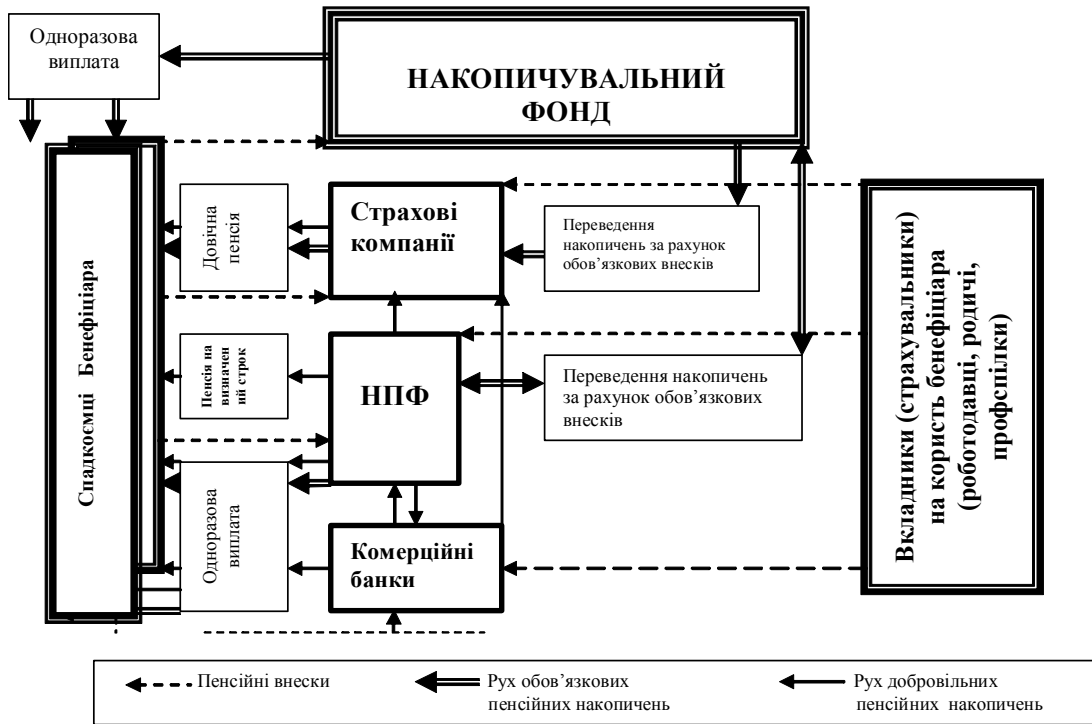 Одноразова
виплата
НАКОПИЧУВАЛЬНИЙ
ФОНД
Спадкоємці Бенефіціара
Довічна
пенсія
Страхові
компанії
Переведення
накопичень за рахунок
обов’язкових внесків
Пенсія на
визначен
ий строк
НПФ
Переведення накопичень
за рахунок обов’язкових
внесків
Одноразова
виплата
Комерційні
банки
Вкладники (страхувальники)
на користь бенефіціара
(роботодавці, родичі,
профспілки)
Пенсійні внески
Рух обов’язкових
пенсійних накопичень
Рух добровільних
пенсійних накопичень